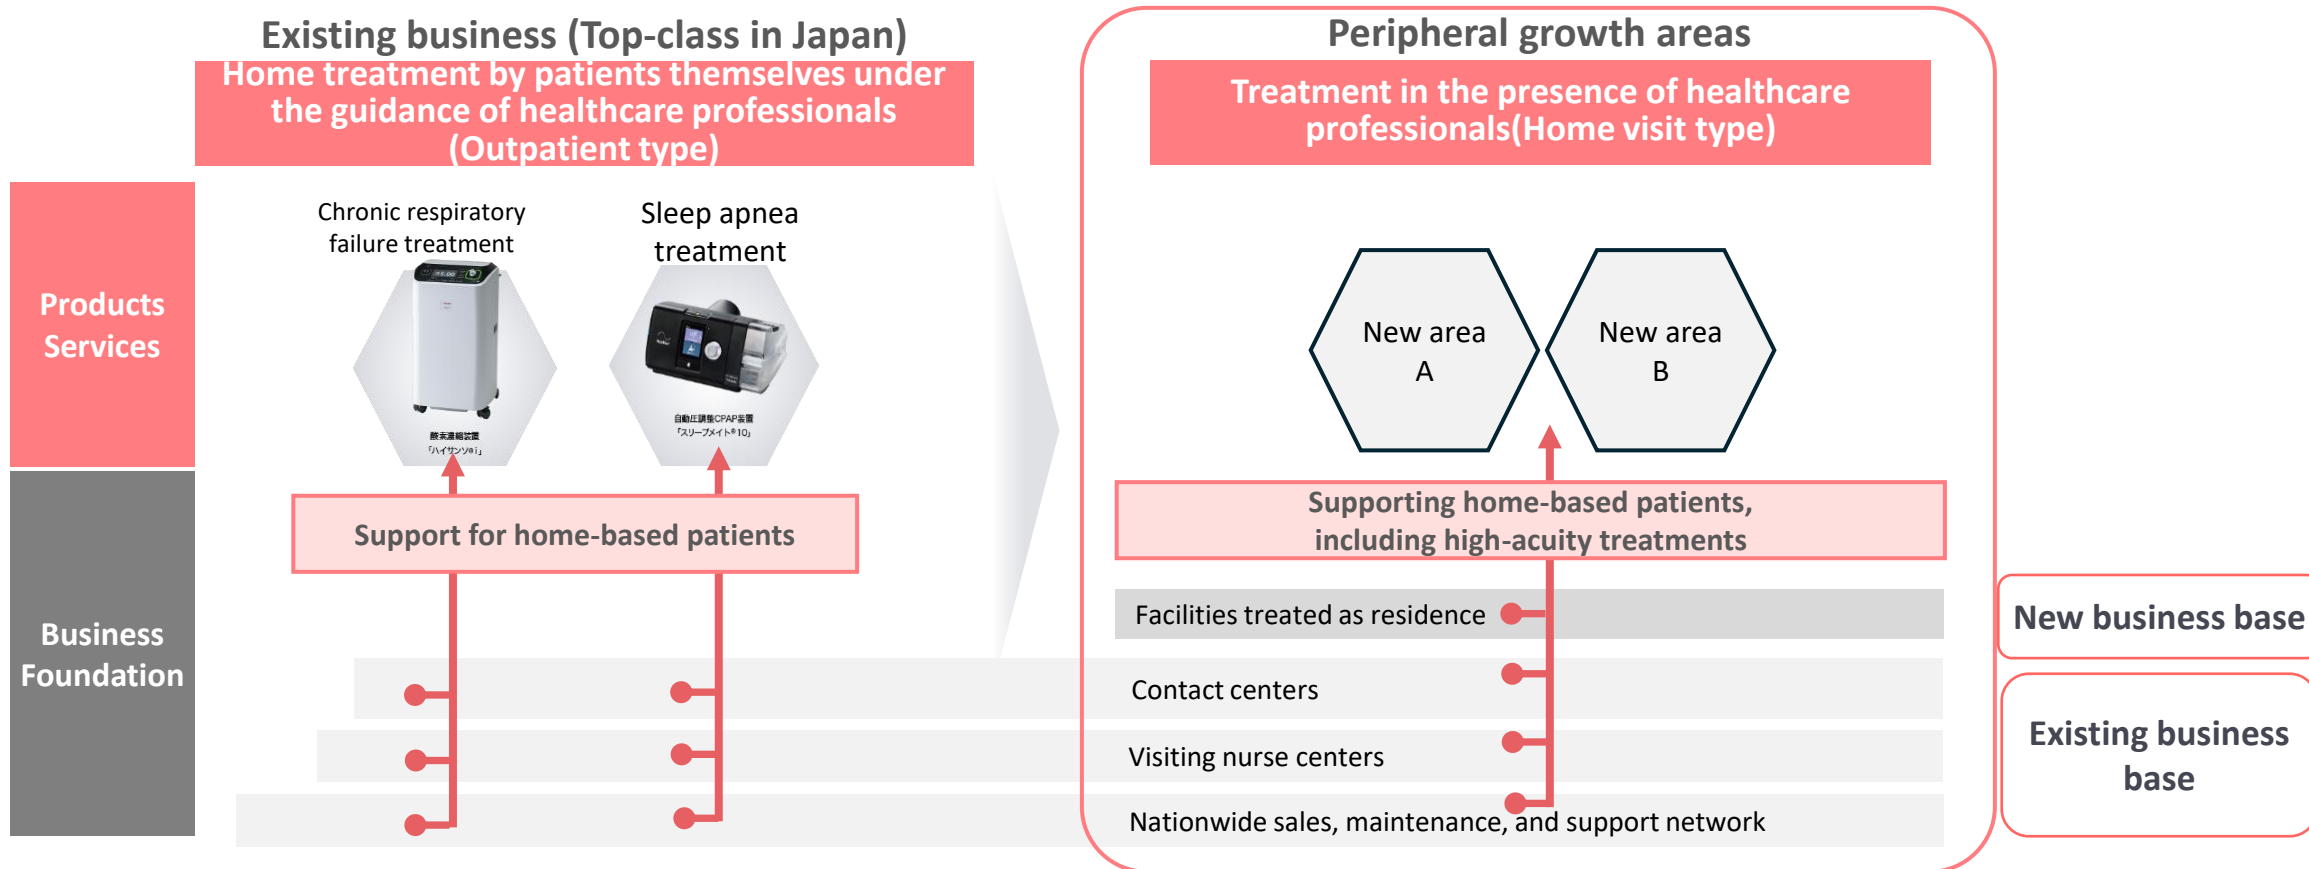 Existing business (Top-class in Japan)
Home treatment by patients themselves under
the guidance of healthcare professionals
(Outpatient type)
Peripheral growth areas
Treatment in the presence of healthcare
professionals(Home visit type)
Products
Services
Chronic respiratory
failure treatment
Sleep apnea
treatment
酸素濃縮装置
「ハイサンソ®i」
自動圧調整CPAP装置
「スリープメイト®10」
New area
A
New area
B
Business
Foundation
Support for home-based patients
Supporting home-based patients,
including high-acuity treatments
Facilities treated as residence
Contact centers
Visiting nurse centers
Nationwide sales, maintenance, and support network
New business base
Existing business
base